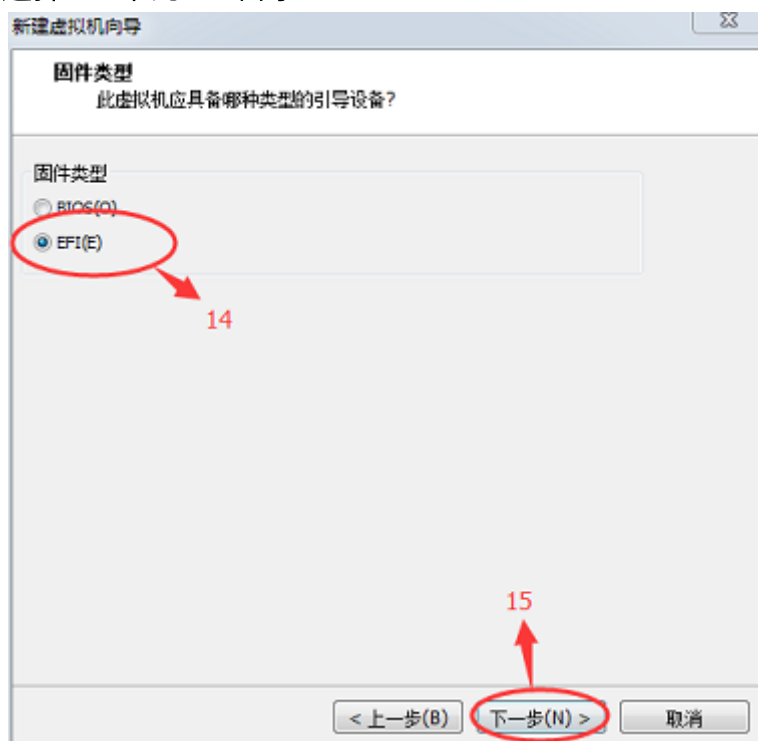 新建虚拟机向导
固件类型
此虚拟机应具备哪种类型的引导设备?
固件类型
BIOS(O)
EFI(E)
14
15
< 上一步(B)
下一步(N) >
取消